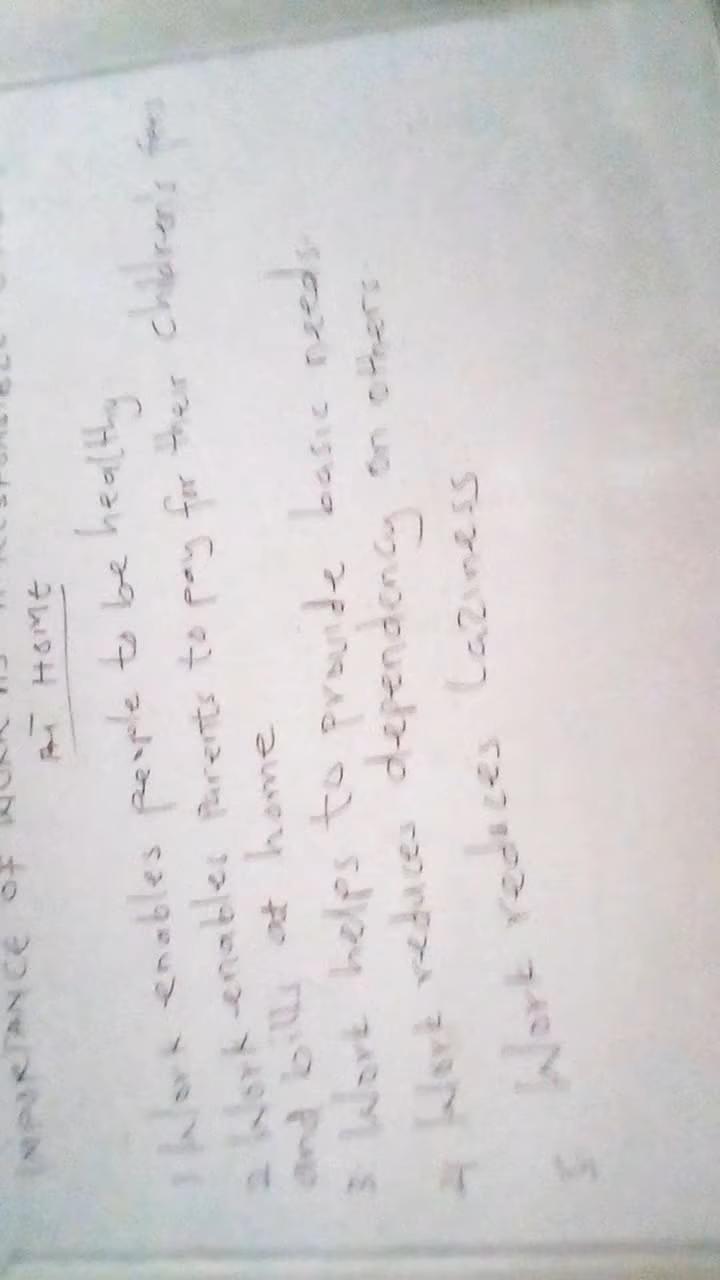 IMPORTANCE OF WORK AS A RESPONSIBLE
At HOME
1 Work enables people to be healthy
2 Work enables parents to pay for their children's fees
and bills at home
3 Work helps to provide basic needs.
4 Work reduces dependency on others.
5 Work reduces Laziness